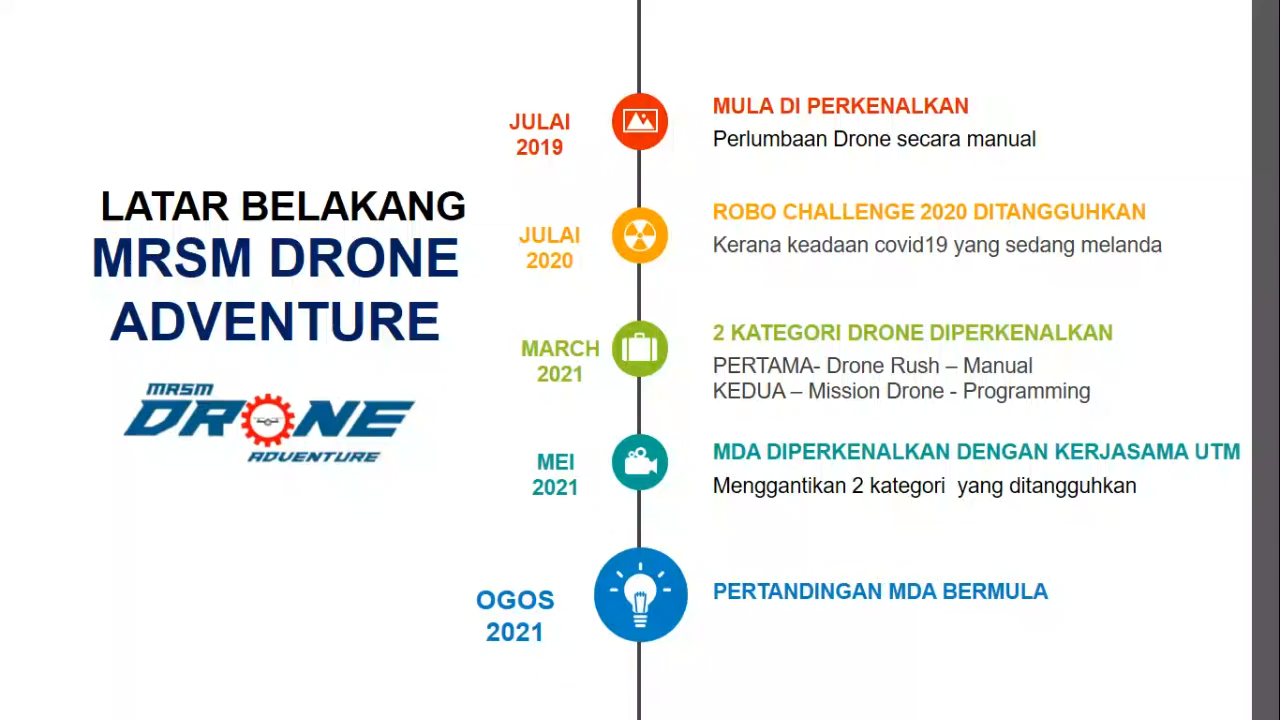 LATAR BELAKANG
MRSM DRONE
ADVENTURE
MRSM
DRONE
ADVENTURE
JULAI
2019
MULA DI PERKENALKAN
Perlumbaan Drone secara manual
JULAI
2020
ROBO CHALLENGE 2020 DITANGGUHKAN
Kerana keadaan covid19 yang sedang melanda
MARCH
2021
2 KATEGORI DRONE DIPERKENALKAN
PERTAMA- Drone Rush – Manual
KEDUA – Mission Drone - Programming
MEI
2021
MDA DIPERKENALKAN DENGAN KERJASAMA UTM
Menggantikan 2 kategori  yang ditangguhkan
OGOS
2021
PERTANDINGAN MDA BERMULA